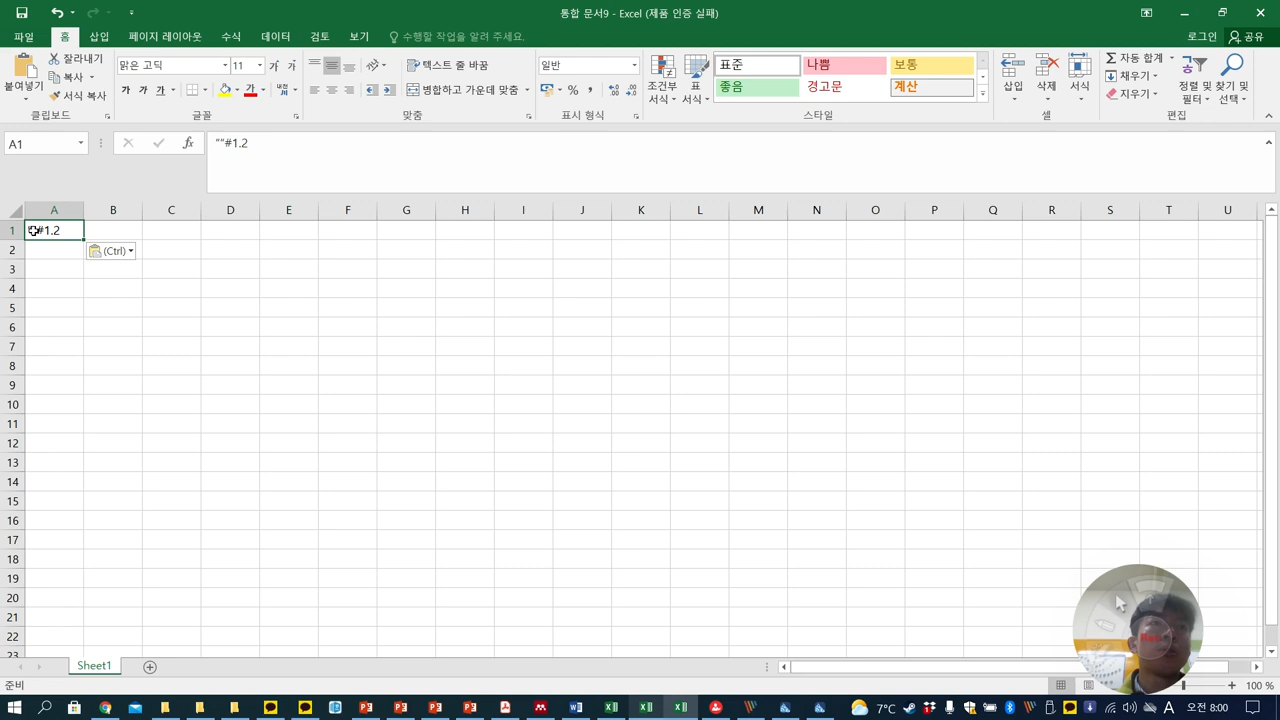 통합 문서9 - Excel (제품 인증 실패)
파일 홈 삽입 페이지 레이아웃 수식 데이터 검토 보기 수행할 작업을 알려 주세요. 로그인 공유
붙여넣기 잘라내기 복사 서식 복사
맑은 고딕 11 가 가
가 가 가 가
텍스트 줄 바꿈
병합하고 가운데 맞춤
일반
%
조건부 서식 표 서식
표준 나쁨 보통
좋음 경고문 계산
삽입 삭제 서식
자동 합계
채우기
지우기
정렬 및 필터 찾기 및 선택
클립보드 글꼴 맞춤 표시 형식 스타일 셀 편집
A1 fx ""#1.2
A B C D E F G H I J K L M N O P Q R S T U
1 #1.2
2 (Ctrl)
3
4
5
6
7
8
9
10
11
12
13
14
15
16
17
18
19
20
21
22
23
Sheet1
준비 100 %
7°C A 오전 8:00